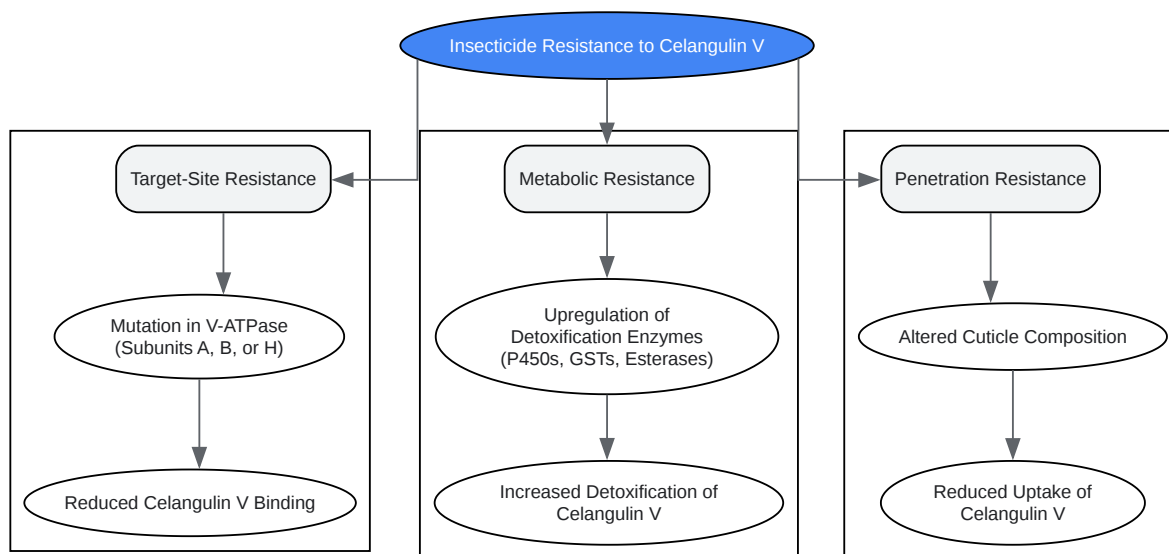 Insecticide Resistance to Celangulin V
Target-Site Resistance
Metabolic Resistance
Penetration Resistance
Mutation in V-ATPase
(Subunits A, B, or H)
Upregulation of
Detoxification Enzymes
(P450s, GSTs, Esterases)
Altered Cuticle Composition
Reduced Celangulin V Binding
Increased Detoxification of
Celangulin V
Reduced Uptake of
Celangulin V